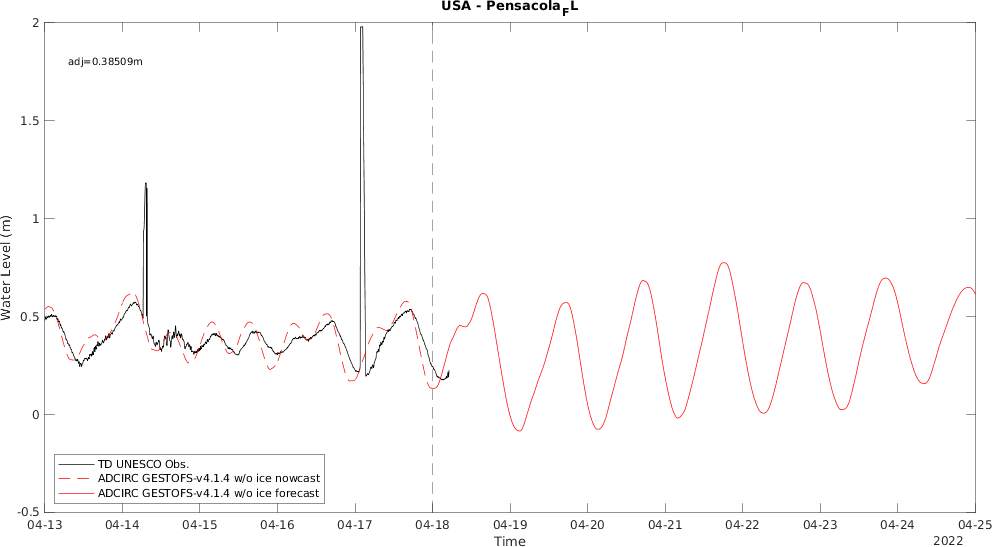 USA - Pensacola_FL
adj=0.38509m
2
1.5
1
0.5
0
-0.5
Water Level (m)
TD UNESCO Obs.
ADCIRC GESTOFS-v4.1.4 w/o ice nowcast
ADCIRC GESTOFS-v4.1.4 w/o ice forecast
04-13 04-14 04-15 04-16 04-17 04-18 04-19 04-20 04-21 04-22 04-23 04-24 04-25
Time
2022